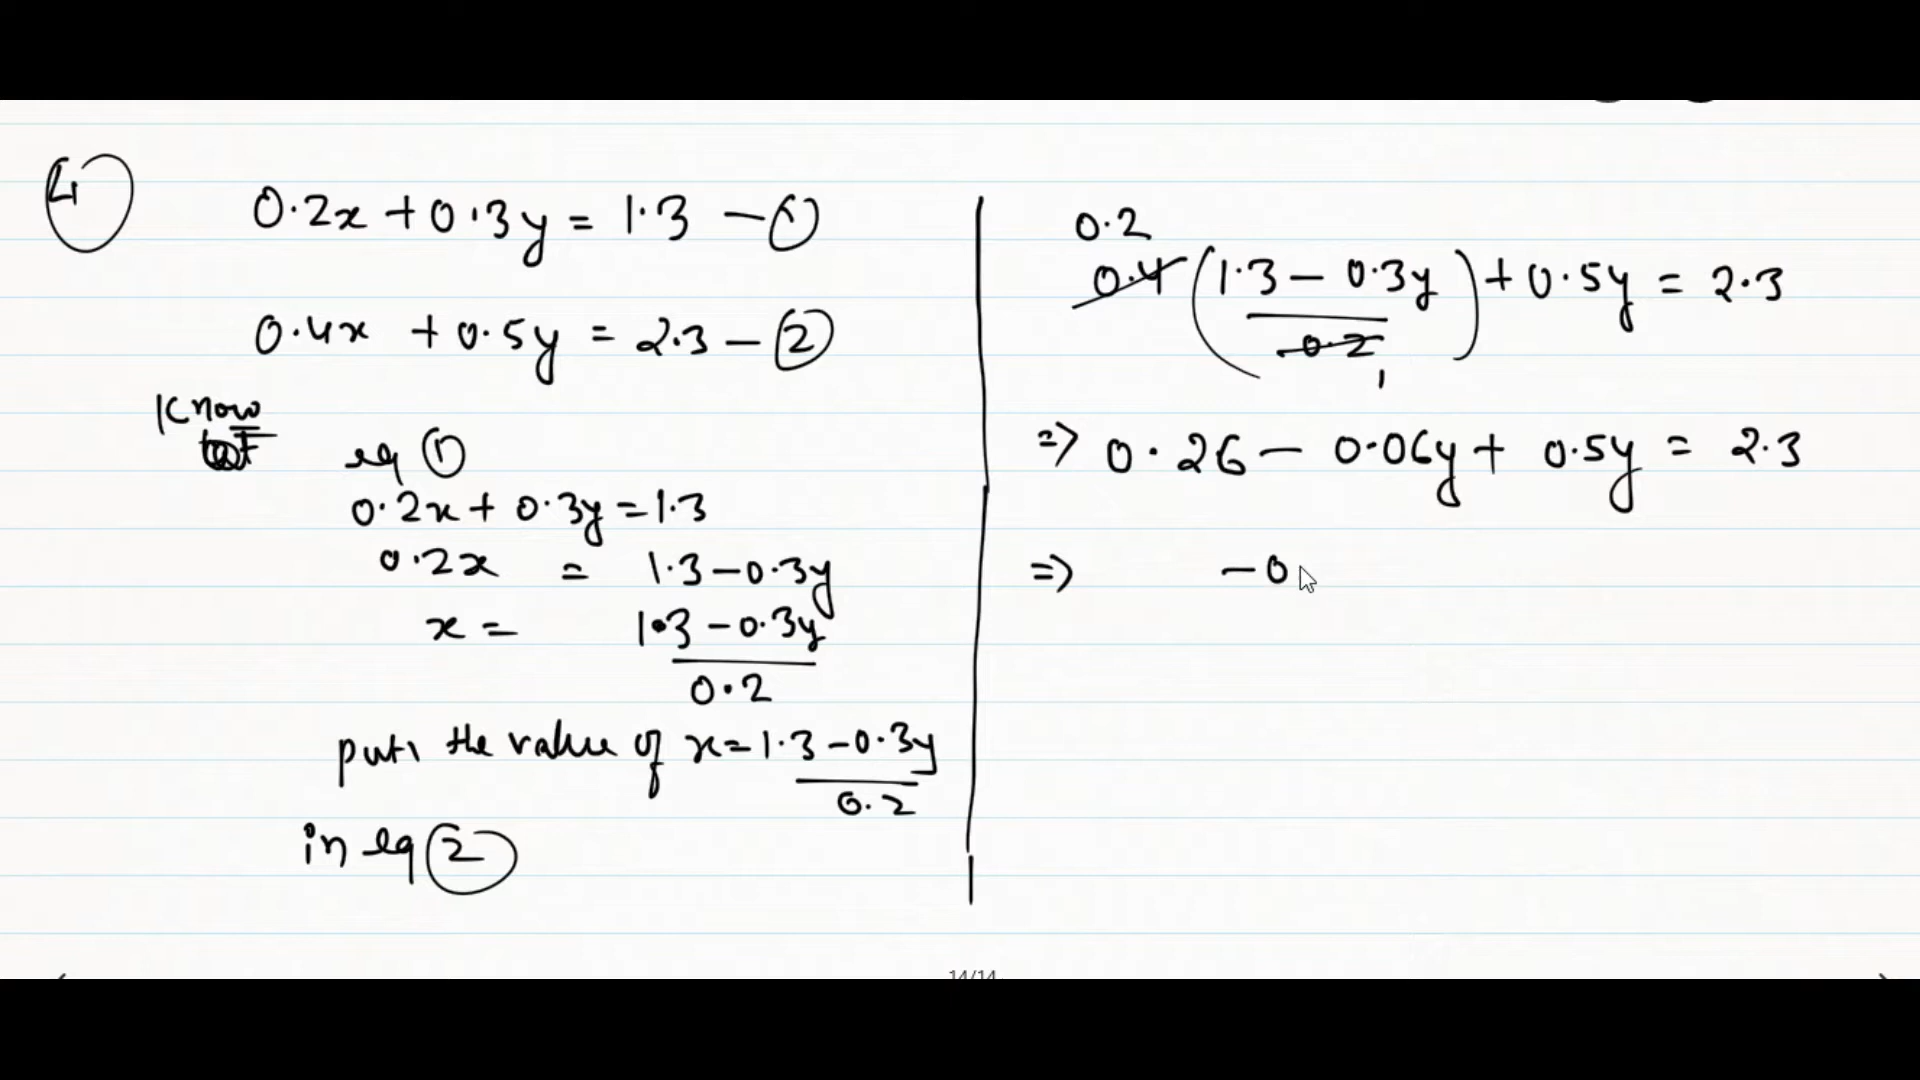 4
0.2x + 0.3y = 1.3 - 1
0.4x + 0.5y = 2.3 - 2
Know
eq 1
0.2x + 0.3y = 1.3
0.2x = 1.3 - 0.3y
x = 1.3 - 0.3y
0.2
put the value of x = 1.3 - 0.3y
0.2
in eq 2
0.2
0.4 (1.3 - 0.3y) + 0.5y = 2.3
0.2
1
=> 0.26 - 0.06y + 0.5y = 2.3
=> - 0
14/14